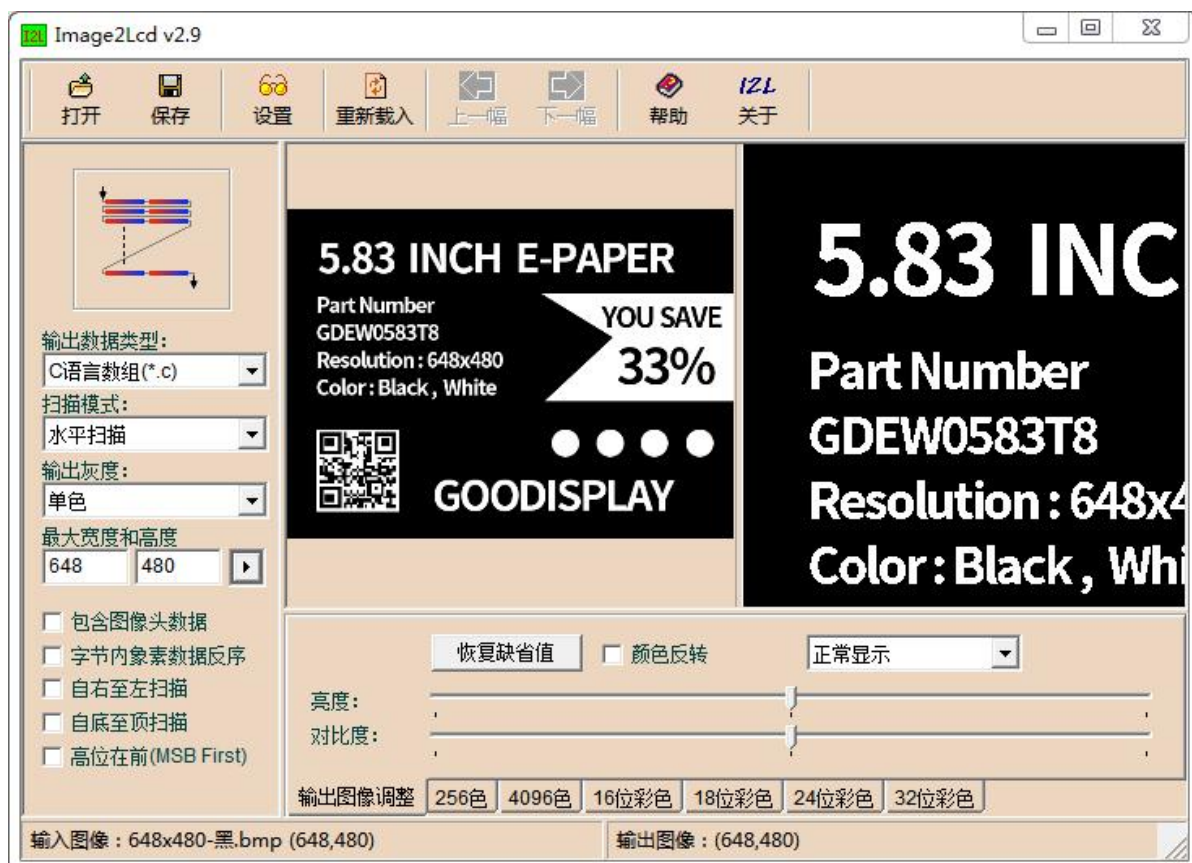 I2L Image2Lcd v2.9
打开 保存 设置 重新载入 上一幅 下一幅 帮助 I2L 关于
输出数据类型：
C语言数组(*.c)
扫描模式：
水平扫描
输出灰度：
单色
最大宽度和高度
648 480
包含图像头数据
字节内象素数据反序
自右至左扫描
自底至顶扫描
高位在前(MSB First)
5.83 INCH E-PAPER
Part Number
GDEW0583T8
Resolution : 648x480
Color : Black , White
YOU SAVE
33%
GOODISPLAY
5.83 INC
Part Number
GDEW0583T8
Resolution : 648x4
Color : Black , Whi
恢复缺省值 颜色反转 正常显示
亮度：
对比度：
输出图像调整 256色 4096色 16位彩色 18位彩色 24位彩色 32位彩色
输入图像：648x480-黑.bmp (648,480) 输出图像：(648,480)